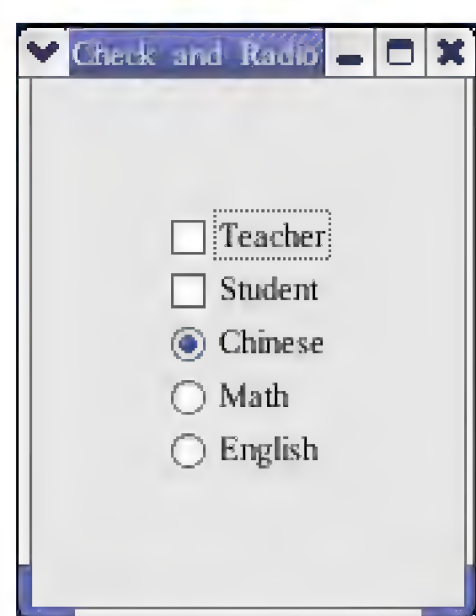 Check and Radio
Teacher
Student
Chinese
Math
English